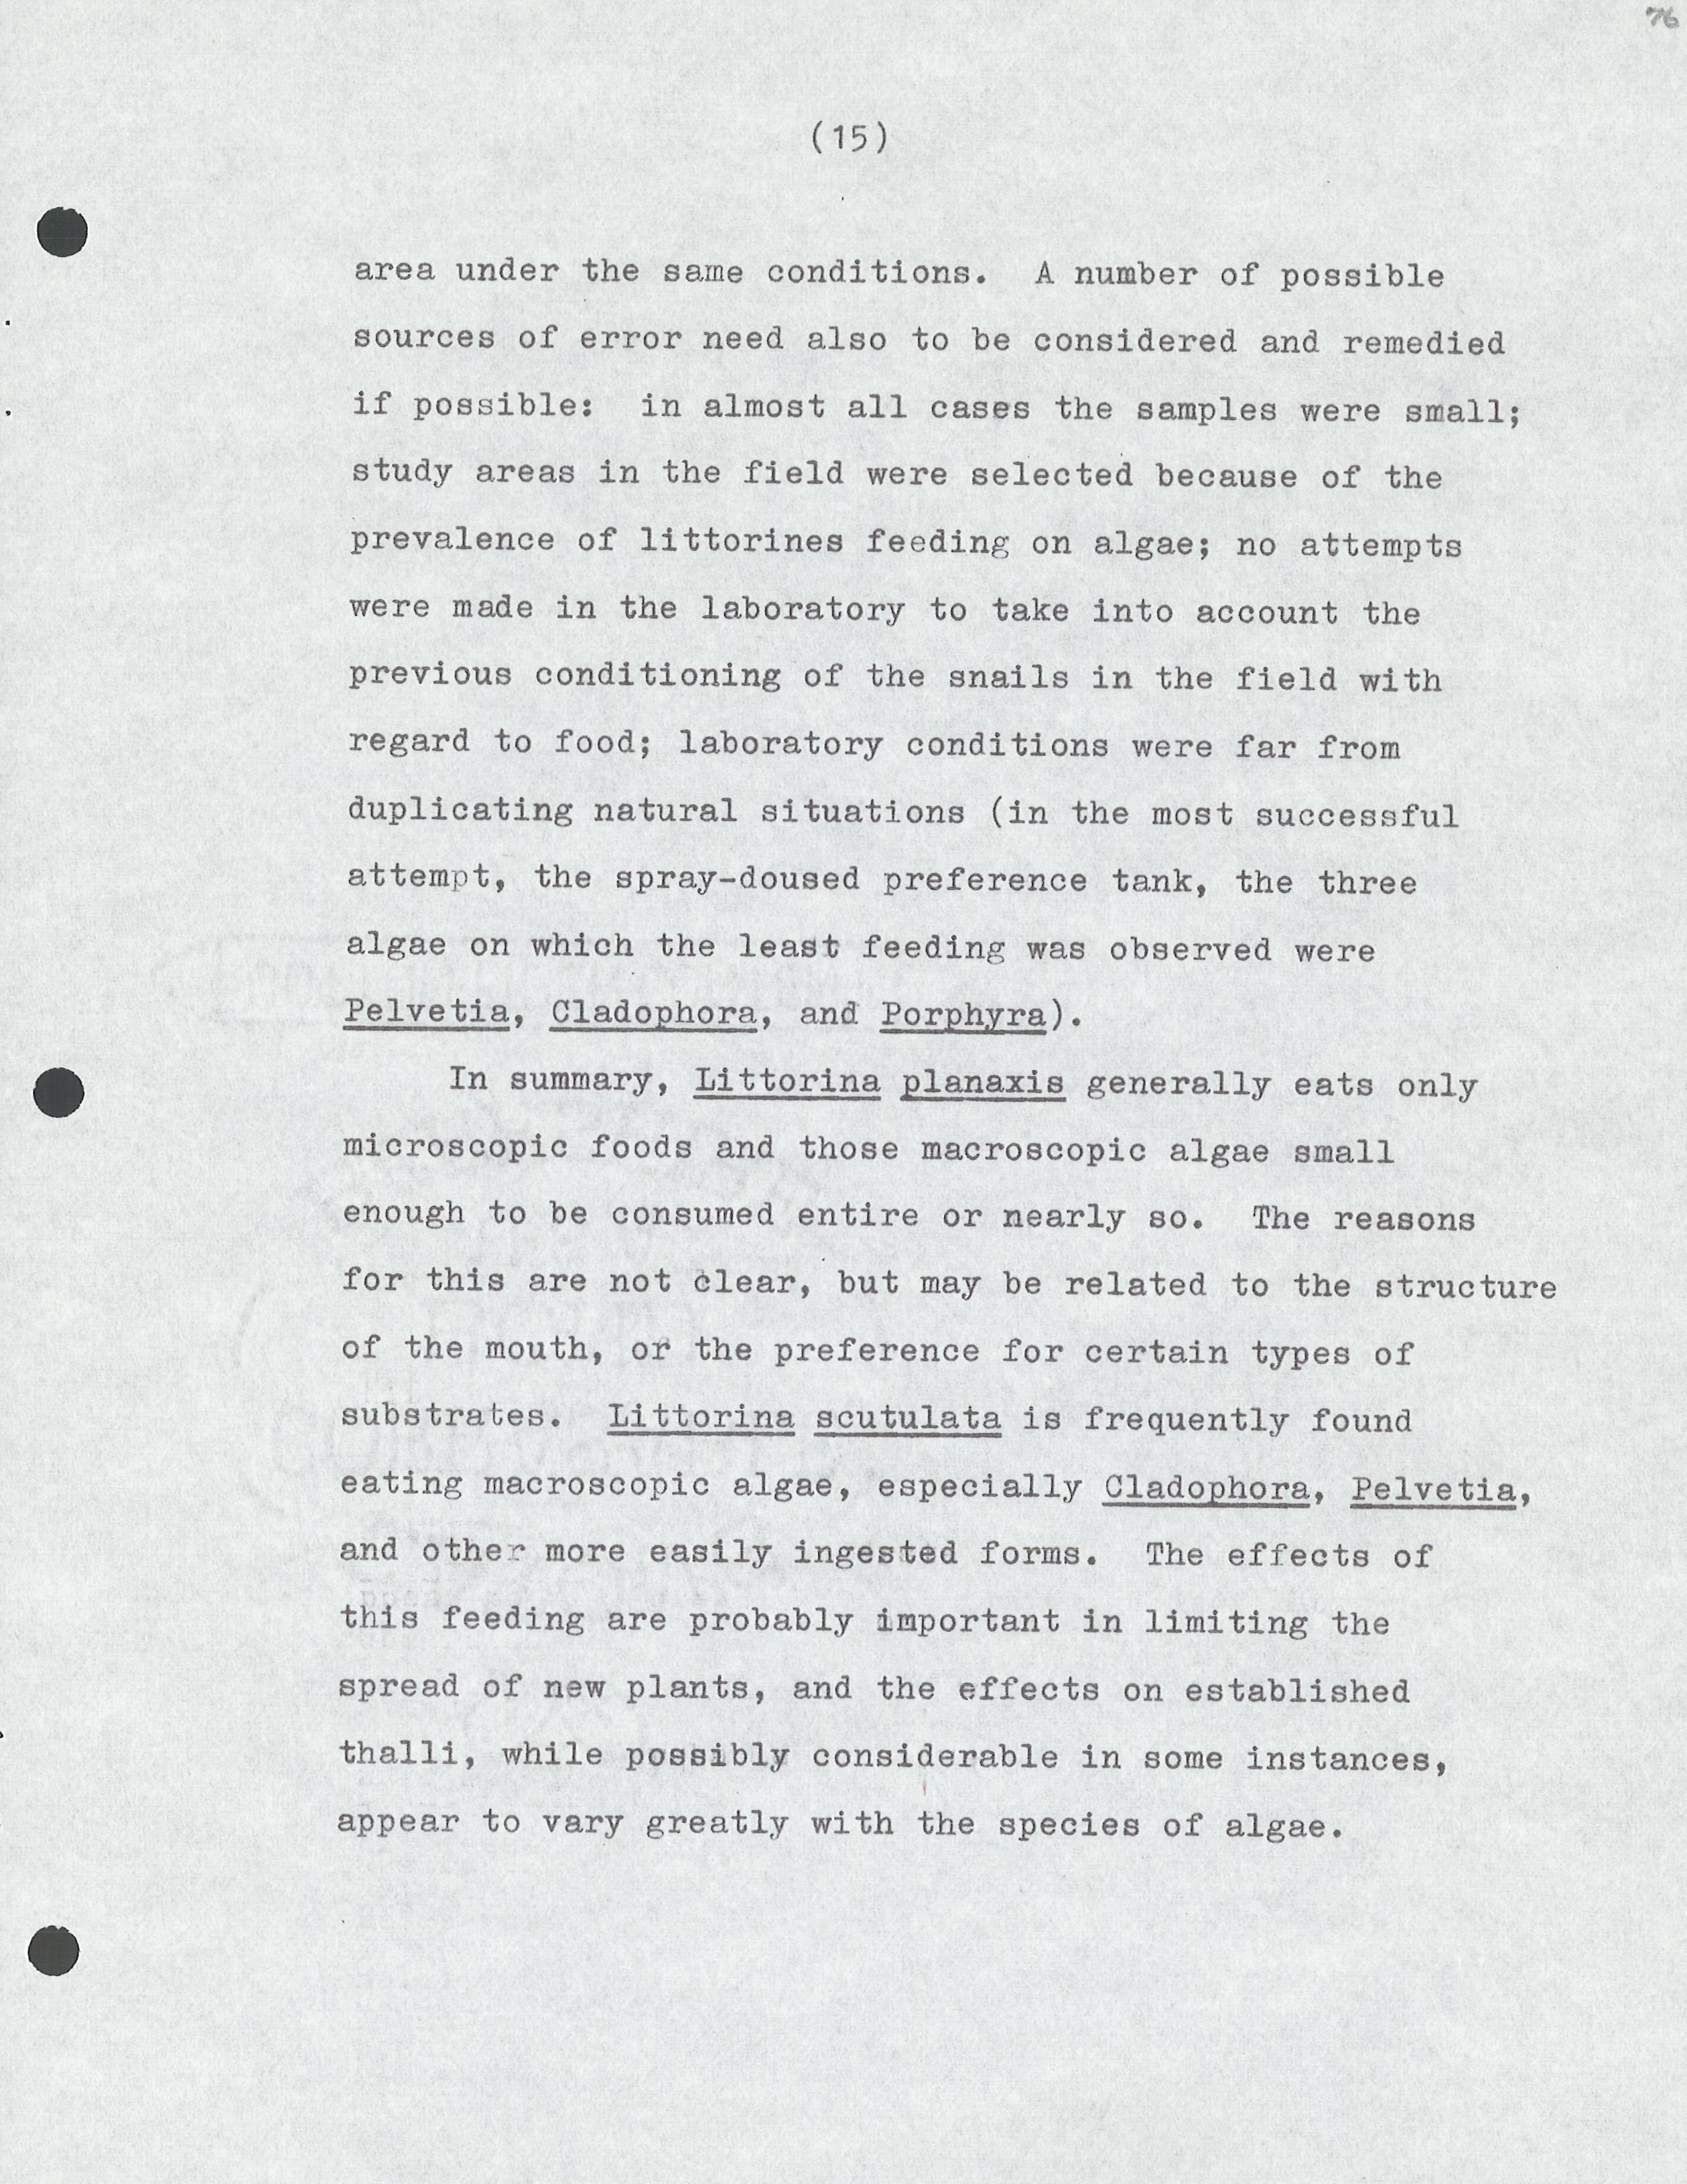 76
(15)
area under the same conditions. A number of possible
sources of error need also to be considered and remedied
if possible: in almost all cases the samples were small;
study areas in the field were selected because of the
prevalence of littorines feeding on algae; no attempts
were made in the laboratory to take into account the
previous conditioning of the snails in the field with
regard to food; laboratory conditions were far from
duplicating natural situations (in the most successful
attempt, the spray-doused preference tank, the three
algae on which the least feeding was observed were
Pelvetia, Cladophora, and Porphyra).
In summary, Littorina planaxis generally eats only
microscopic foods and those macroscopic algae small
enough to be consumed entire or nearly so. The reasons
for this are not clear, but may be related to the structure
of the mouth, or the preference for certain types of
substrates. Littorina scutulata is frequently found
eating macroscopic algae, especially Cladophora, Pelvetia,
and other more easily ingested forms. The effects of
this feeding are probably important in limiting the
spread of new plants, and the effects on established
thalli, while possibly considerable in some instances,
appear to vary greatly with the species of algae.